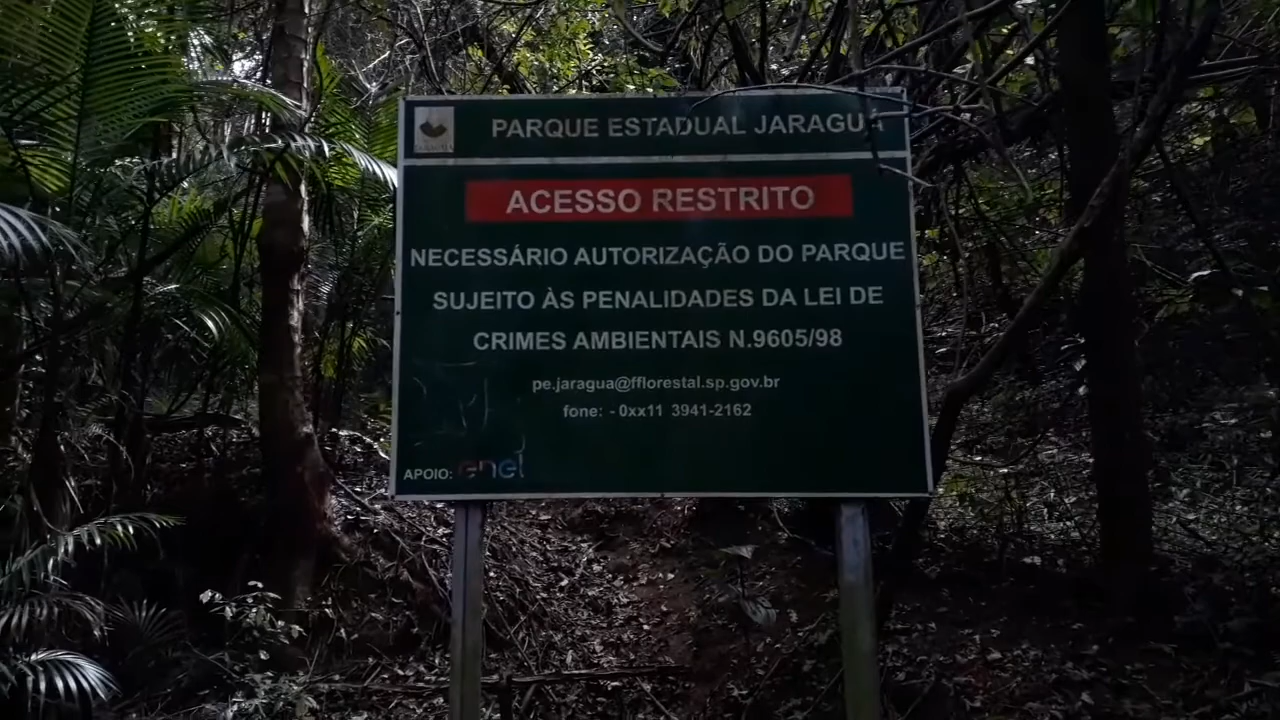 PARQUE ESTADUAL JARAGUÁ
ACESSO RESTRITO
NECESSÁRIO AUTORIZAÇÃO DO PARQUE
SUJEITO ÀS PENALIDADES DA LEI DE
CRIMES AMBIENTAIS N.9605/98
pe.jaragua@fflorestal.sp.gov.br
fone: - 0xx11 3941-2162
APOIO: enel